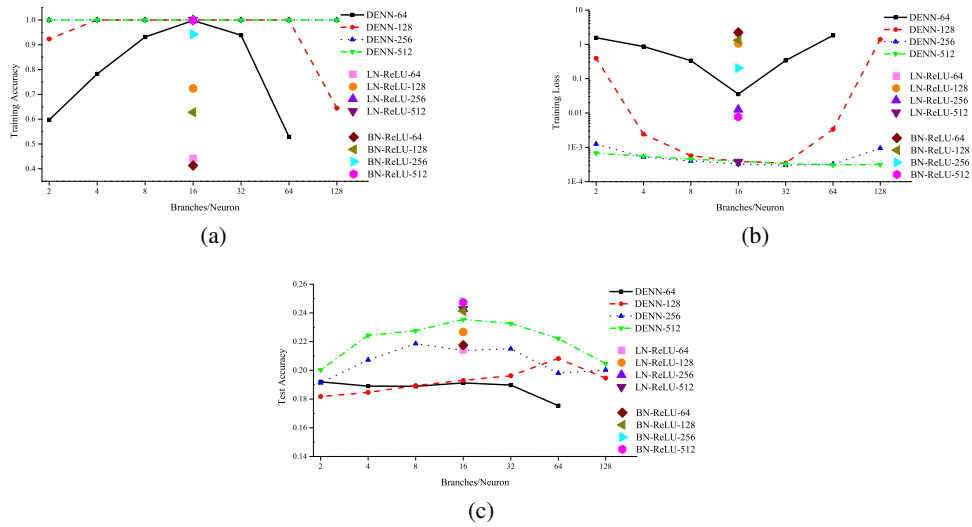 Training Accuracy
1.0
0.9
0.8
0.7
0.6
0.5
0.4
2 4 8 16 32 64 128
Branches/Neuron
DENN-64
DENN-128
DENN-256
DENN-512
LN-ReLU-64
LN-ReLU-128
LN-ReLU-256
LN-ReLU-512
BN-ReLU-64
BN-ReLU-128
BN-ReLU-256
BN-ReLU-512
(a)
Training Loss
10
1
0.1
0.01
1E-3
1E-4
2 4 8 16 32 64 128
Branches/Neuron
DENN-64
DENN-128
DENN-256
DENN-512
LN-ReLU-64
LN-ReLU-128
LN-ReLU-256
LN-ReLU-512
BN-ReLU-64
BN-ReLU-128
BN-ReLU-256
BN-ReLU-512
(b)
Test Accuracy
0.26
0.24
0.22
0.20
0.18
0.16
0.14
2 4 8 16 32 64 128
Branches/Neuron
DENN-64
DENN-128
DENN-256
DENN-512
LN-ReLU-64
LN-ReLU-128
LN-ReLU-256
LN-ReLU-512
BN-ReLU-64
BN-ReLU-128
BN-ReLU-256
BN-ReLU-512
(c)